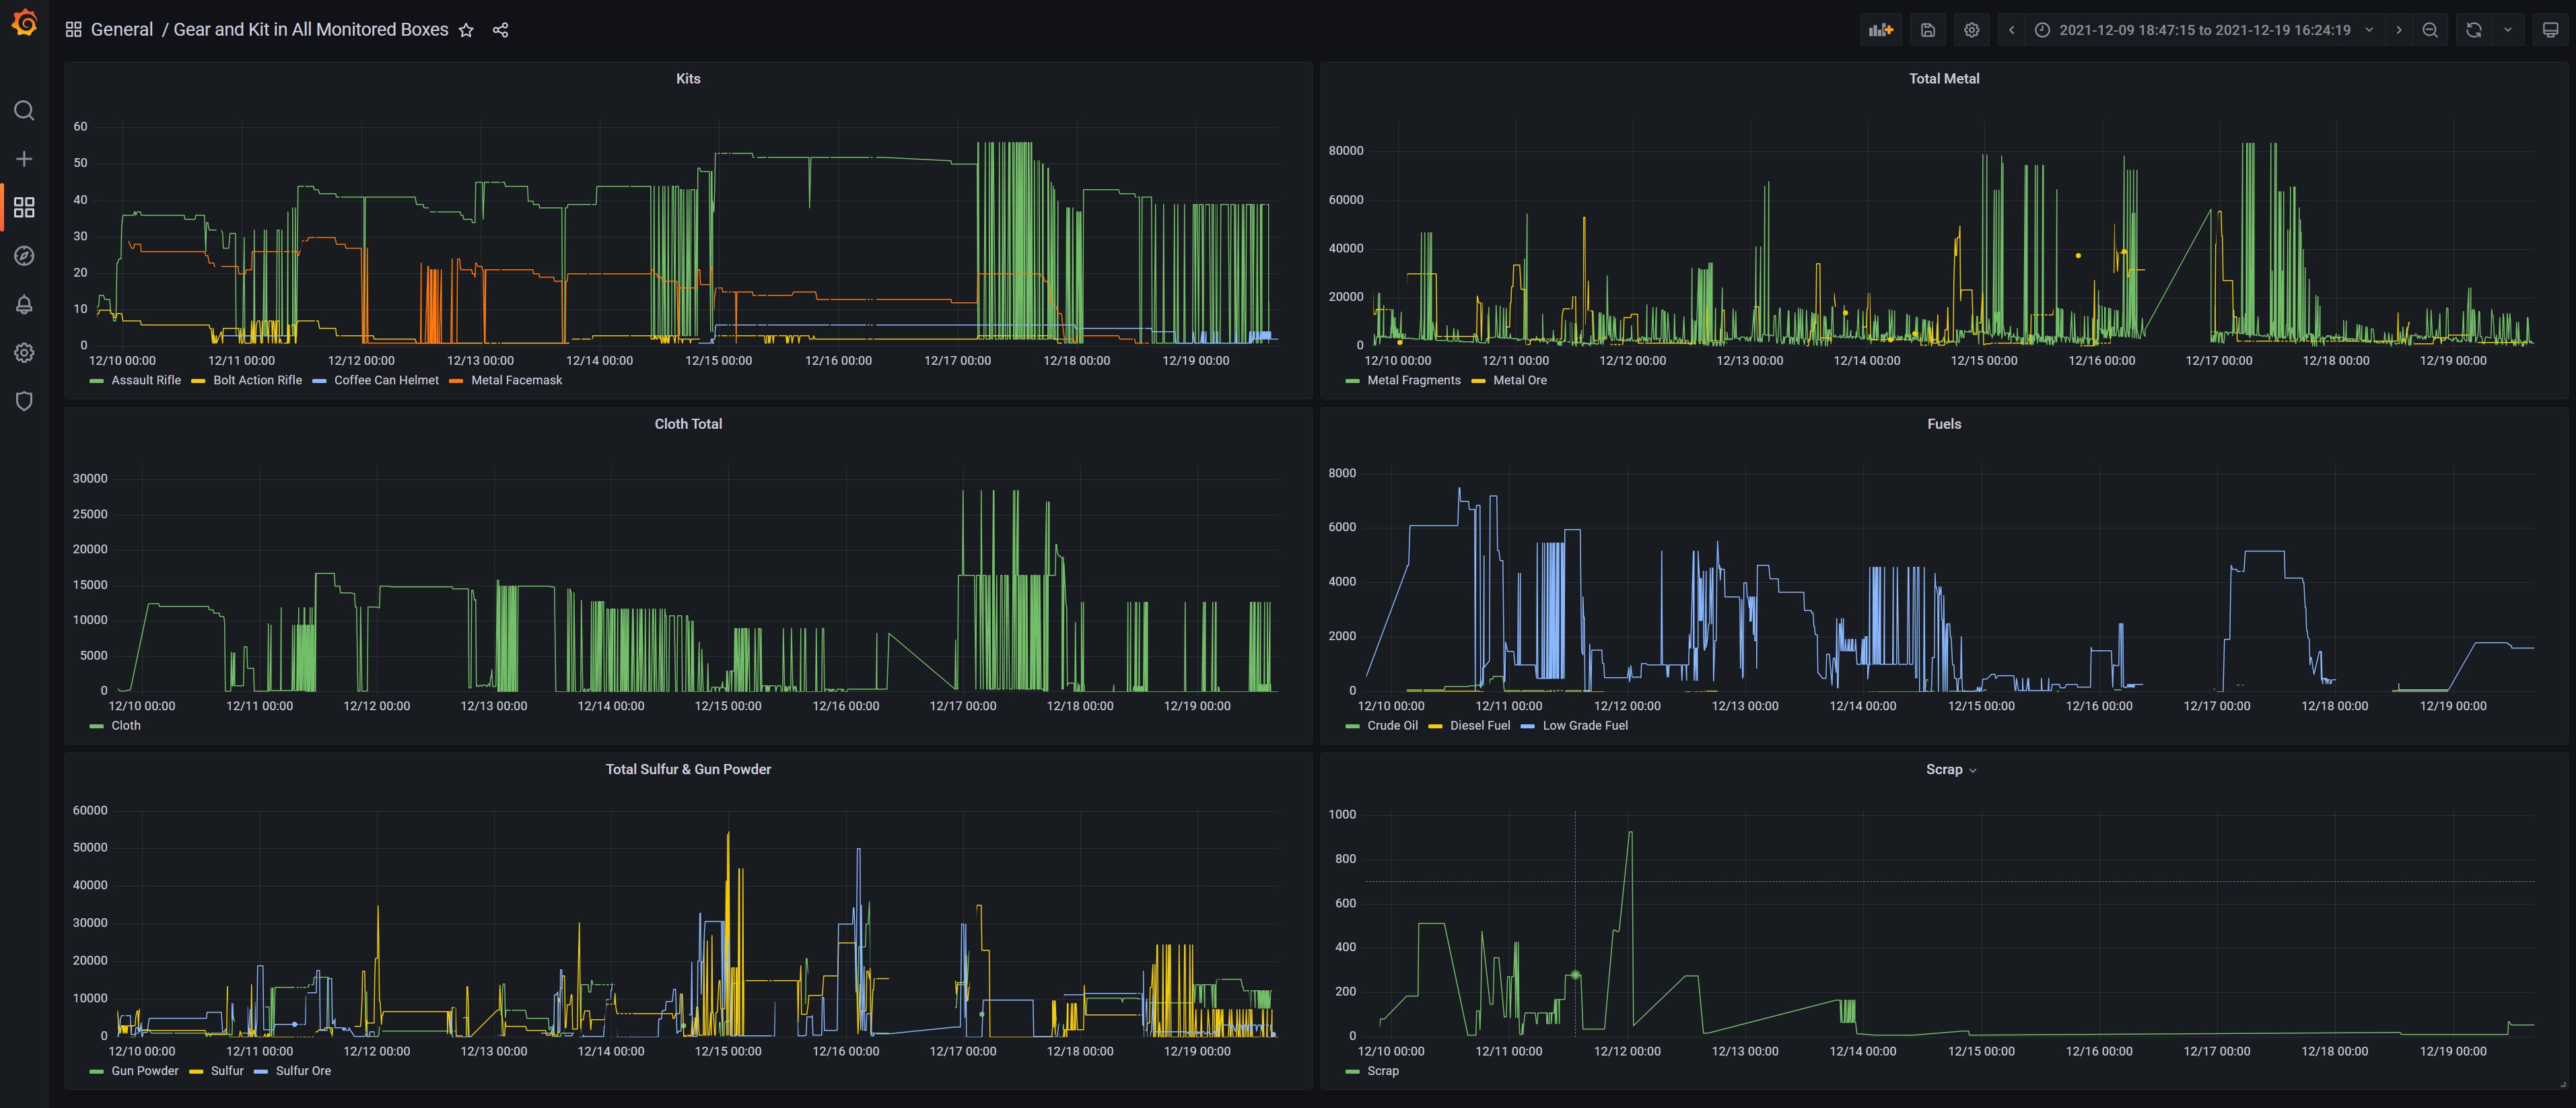 General / Gear and Kit in All Monitored Boxes
2021-12-09 18:47:15 to 2021-12-19 16:24:19
Kits
60
50
40
30
20
10
0
12/10 00:00 12/11 00:00 12/12 00:00 12/13 00:00 12/14 00:00 12/15 00:00 12/16 00:00 12/17 00:00 12/18 00:00 12/19 00:00
Assault Rifle Bolt Action Rifle Coffee Can Helmet Metal Facemask
Total Metal
80000
60000
40000
20000
0
12/10 00:00 12/11 00:00 12/12 00:00 12/13 00:00 12/14 00:00 12/15 00:00 12/16 00:00 12/17 00:00 12/18 00:00 12/19 00:00
Metal Fragments Metal Ore
Cloth Total
30000
25000
20000
15000
10000
5000
0
12/10 00:00 12/11 00:00 12/12 00:00 12/13 00:00 12/14 00:00 12/15 00:00 12/16 00:00 12/17 00:00 12/18 00:00 12/19 00:00
Cloth
Fuels
8000
6000
4000
2000
0
12/10 00:00 12/11 00:00 12/12 00:00 12/13 00:00 12/14 00:00 12/15 00:00 12/16 00:00 12/17 00:00 12/18 00:00 12/19 00:00
Crude Oil Diesel Fuel Low Grade Fuel
Total Sulfur & Gun Powder
60000
50000
40000
30000
20000
10000
0
12/10 00:00 12/11 00:00 12/12 00:00 12/13 00:00 12/14 00:00 12/15 00:00 12/16 00:00 12/17 00:00 12/18 00:00 12/19 00:00
Gun Powder Sulfur Sulfur Ore
Scrap
1000
800
600
400
200
0
12/10 00:00 12/11 00:00 12/12 00:00 12/13 00:00 12/14 00:00 12/15 00:00 12/16 00:00 12/17 00:00 12/18 00:00 12/19 00:00
Scrap